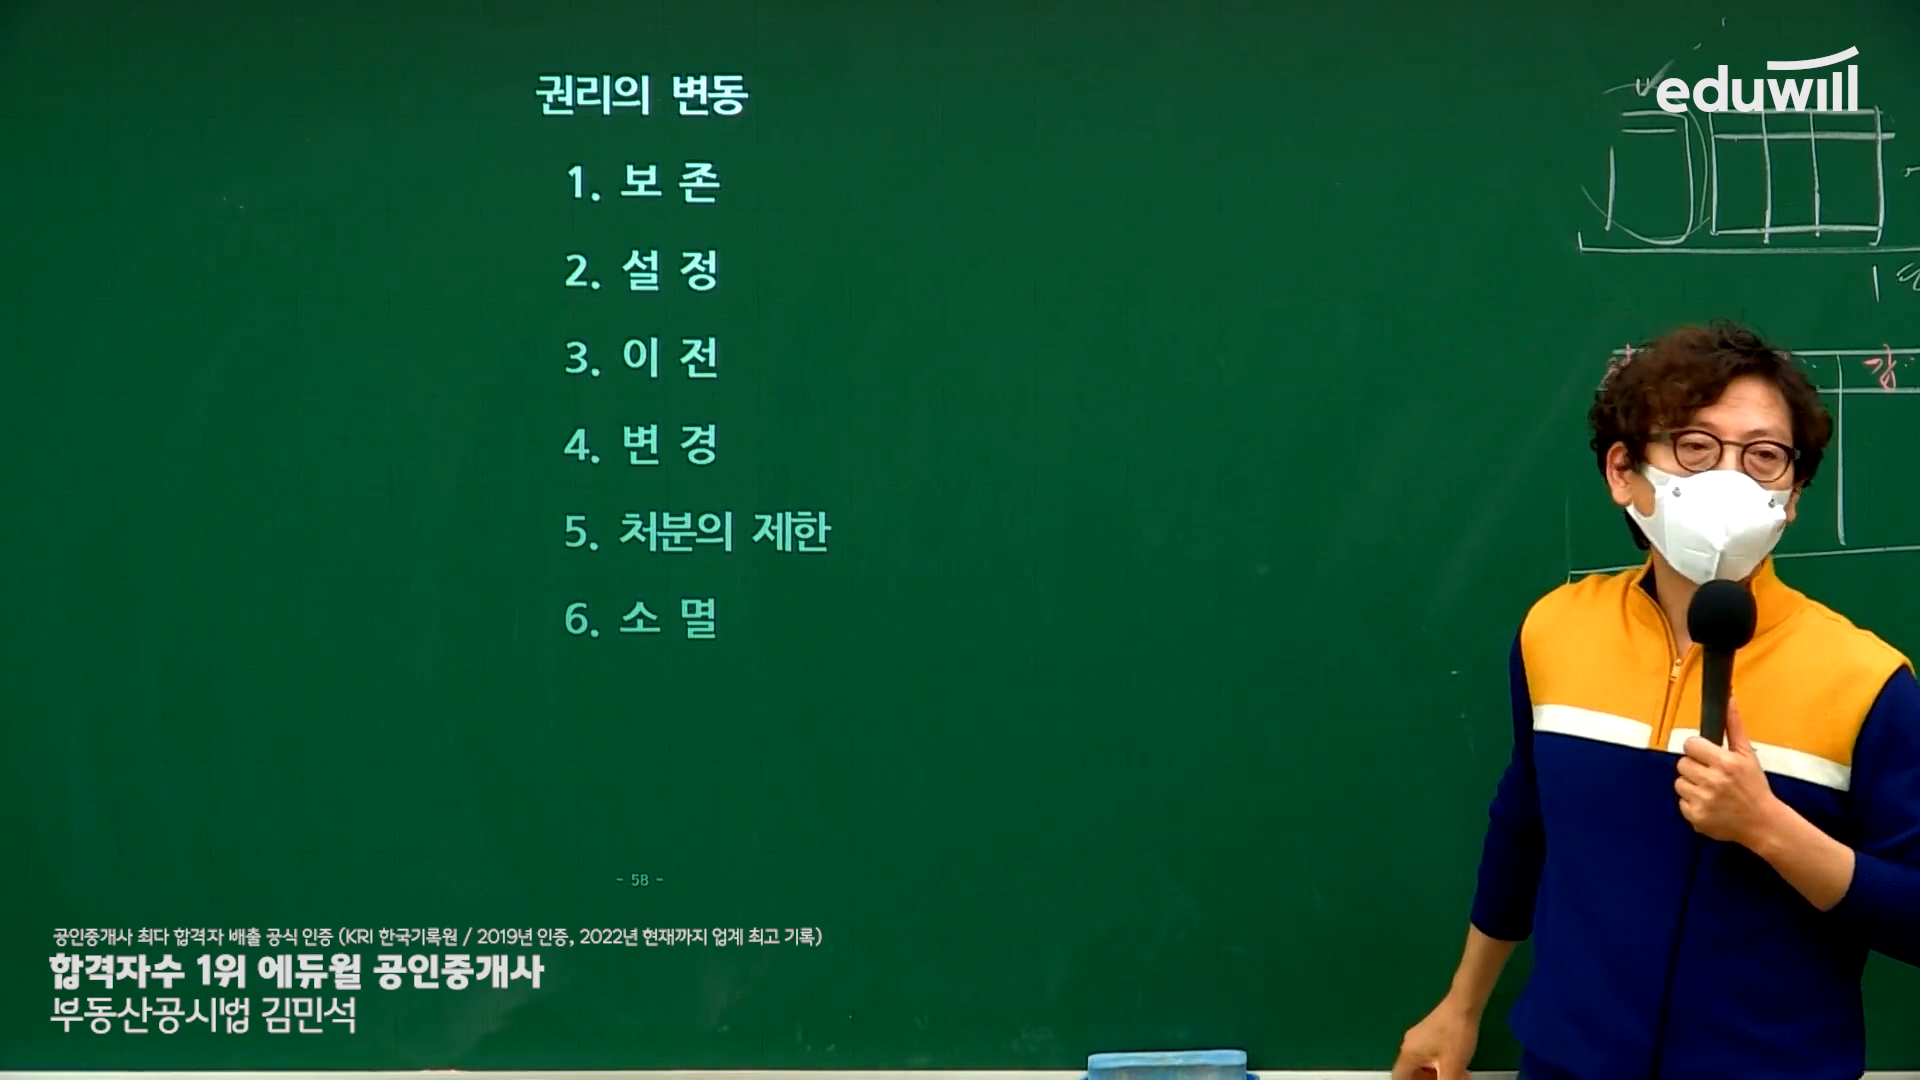 eduwill
권리의 변동
1. 보 존
2. 설 정
3. 이 전
4. 변 경
5. 처분의 제한
6. 소 멸
갑
- 58 -
공인중개사 최다 합격자 배출 공식 인증 (KRI 한국기록원 / 2019년 인증, 2022년 현재까지 업계 최고 기록)
합격자수 1위 에듀윌 공인중개사
부동산공시법 김민석